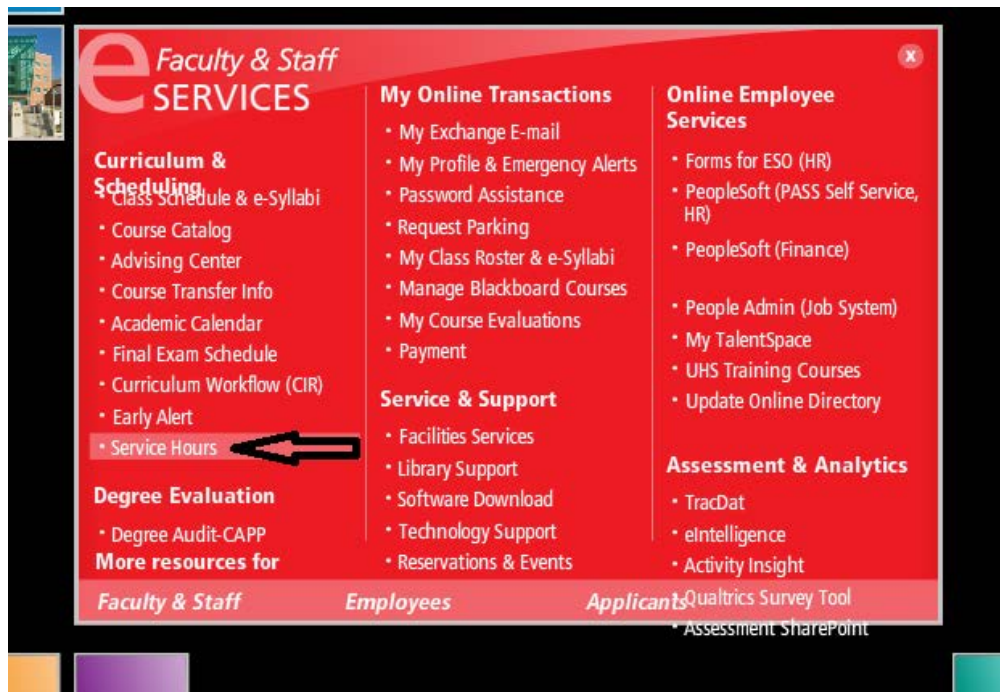 e Faculty & Staff
SERVICES
x
Curriculum &
Scheduling
• Class Schedule & e-Syllabi
• Course Catalog
• Advising Center
• Course Transfer Info
• Academic Calendar
• Final Exam Schedule
• Curriculum Workflow (CIR)
• Early Alert
• Service Hours
Degree Evaluation
• Degree Audit-CAPP
More resources for
My Online Transactions
• My Exchange E-mail
• My Profile & Emergency Alerts
• Password Assistance
• Request Parking
• My Class Roster & e-Syllabi
• Manage Blackboard Courses
• My Course Evaluations
• Payment
Service & Support
• Facilities Services
• Library Support
• Software Download
• Technology Support
• Reservations & Events
Online Employee
Services
• Forms for ESO (HR)
• PeopleSoft (PASS Self Service,
HR)
• PeopleSoft (Finance)
• People Admin (Job System)
• My TalentSpace
• UHS Training Courses
• Update Online Directory
Assessment & Analytics
• TracDat
• eIntelligence
• Activity Insight
• Qualtrics Survey Tool
• Assessment SharePoint
Faculty & Staff Employees Applicants